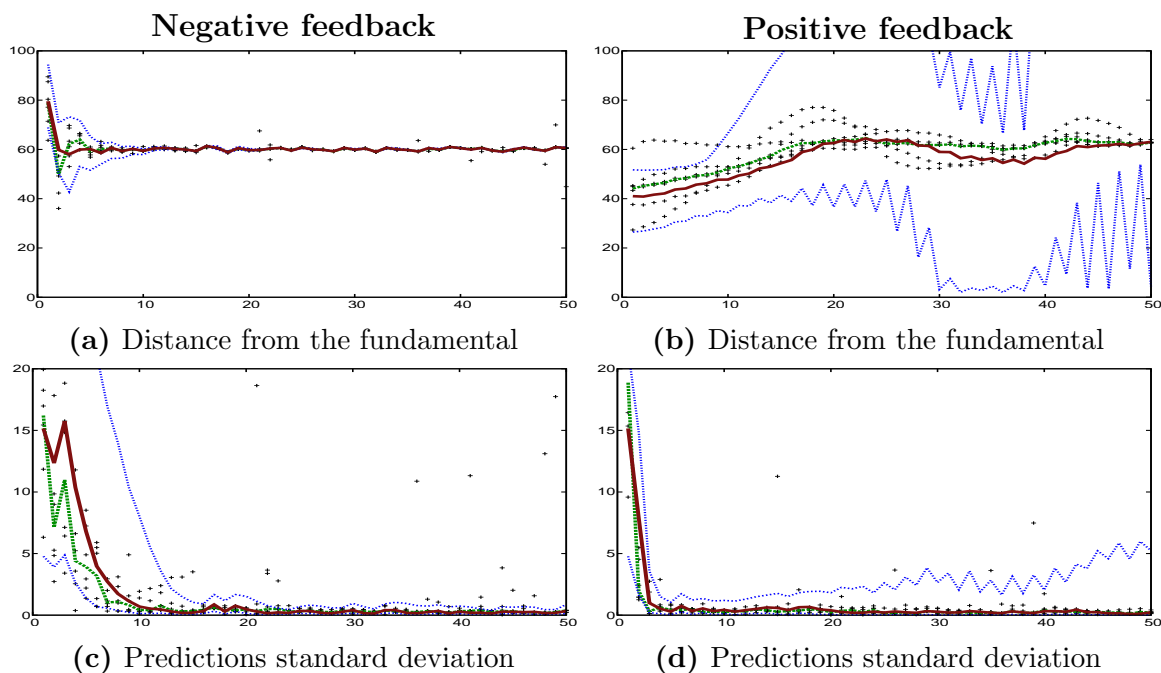 Negative feedback
Positive feedback
100
80
60
40
20
0
0 10 20 30 40 50
100
80
60
40
20
0
0 10 20 30 40 50
(a) Distance from the fundamental
(b) Distance from the fundamental
20
15
10
5
0
0 10 20 30 40 50
20
15
10
5
0
0 10 20 30 40 50
(c) Predictions standard deviation
(d) Predictions standard deviation